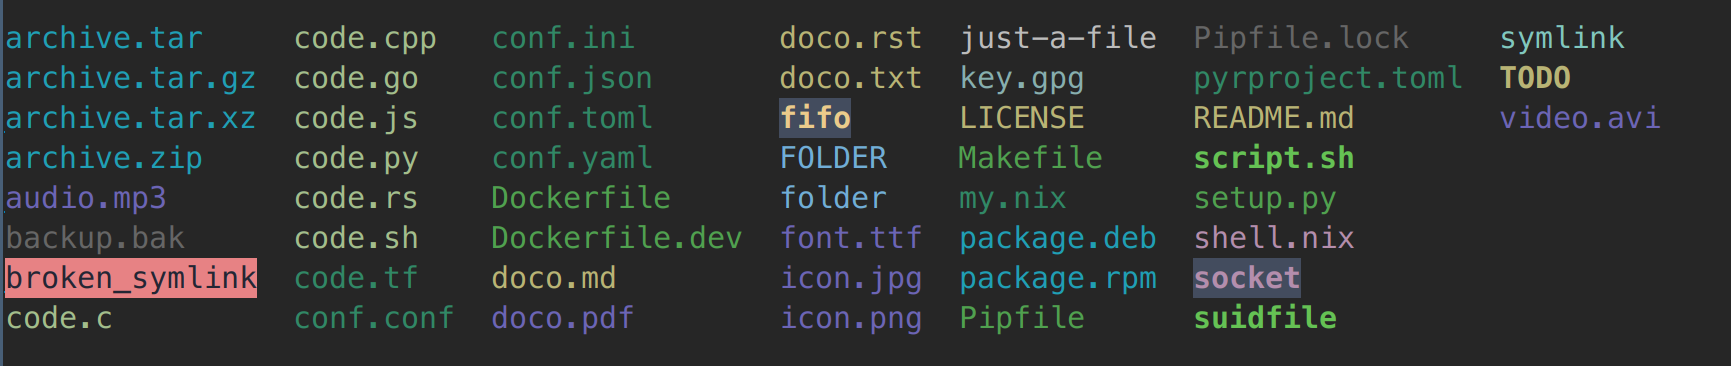 archive.tar code.cpp conf.ini doco.rst just-a-file Pipfile.lock symlink
archive.tar.gz code.go conf.json doco.txt key.gpg pyrproject.toml TODO
archive.tar.xz code.js conf.toml fifo LICENSE README.md video.avi
archive.zip code.py conf.yaml FOLDER Makefile script.sh
audio.mp3 code.rs Dockerfile folder my.nix setup.py
backup.bak code.sh Dockerfile.dev font.ttf package.deb shell.nix
broken_symlink code.tf doco.md icon.jpg package.rpm socket
code.c conf.conf doco.pdf icon.png Pipfile suidfile